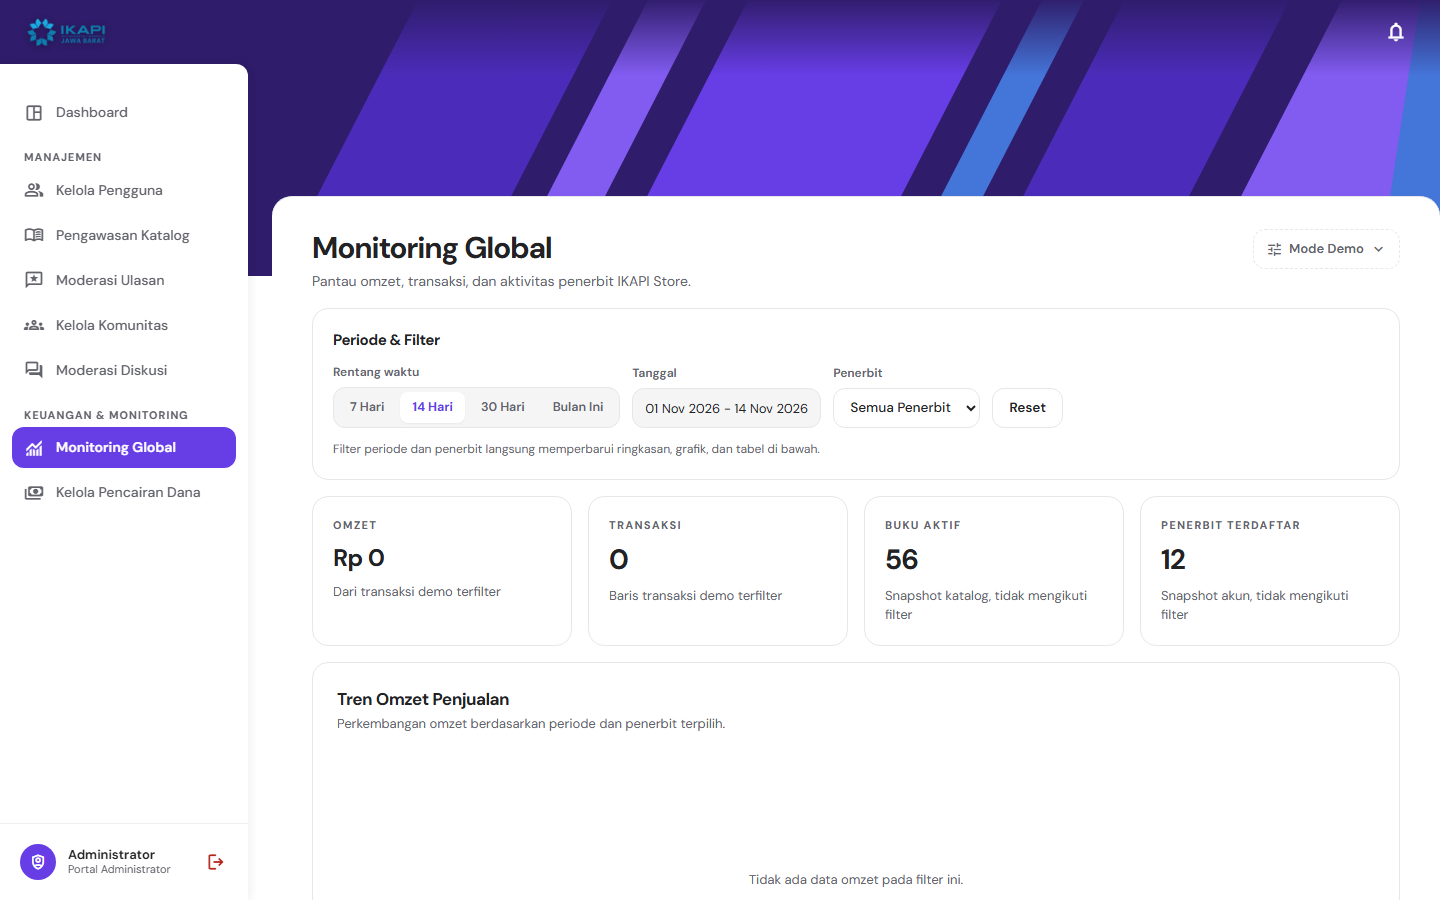 IKAPI
JAWA BARAT
Dashboard
MANAJEMEN
Kelola Pengguna
Pengawasan Katalog
Moderasi Ulasan
Kelola Komunitas
Moderasi Diskusi
KEUANGAN & MONITORING
Monitoring Global
Kelola Pencairan Dana
Administrator
Portal Administrator
Monitoring Global
Pantau omzet, transaksi, dan aktivitas penerbit IKAPI Store.
Mode Demo
Periode & Filter
Rentang waktu
7 Hari
14 Hari
30 Hari
Bulan Ini
Tanggal
01 Nov 2026 - 14 Nov 2026
Penerbit
Semua Penerbit
Reset
Filter periode dan penerbit langsung memperbarui ringkasan, grafik, dan tabel di bawah.
OMZET
Rp 0
Dari transaksi demo terfilter
TRANSAKSI
0
Baris transaksi demo terfilter
BUKU AKTIF
56
Snapshot katalog, tidak mengikuti
filter
PENERBIT TERDAFTAR
12
Snapshot akun, tidak mengikuti
filter
Tren Omzet Penjualan
Perkembangan omzet berdasarkan periode dan penerbit terpilih.
Tidak ada data omzet pada filter ini.